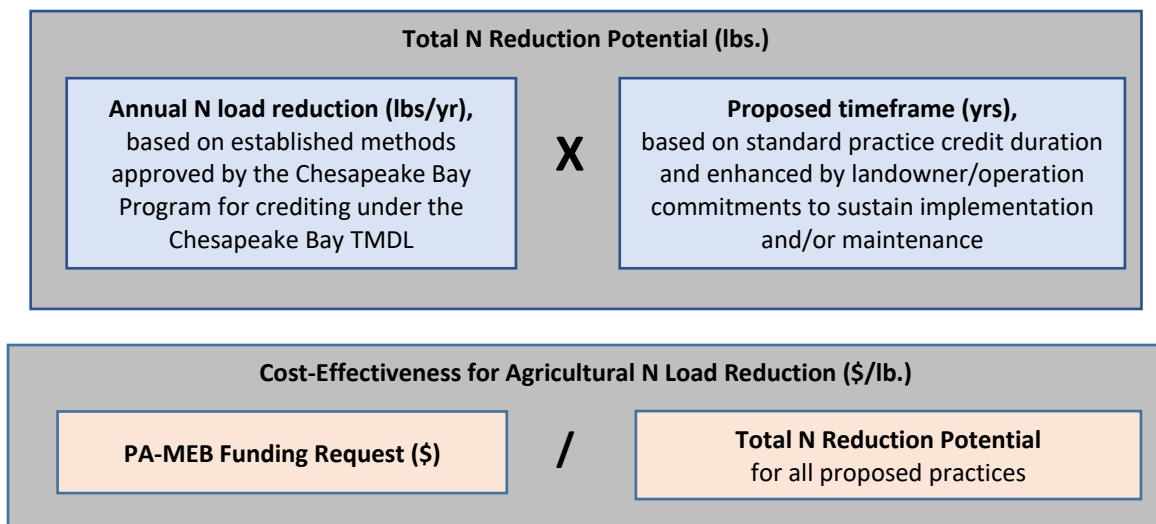 Total N Reduction Potential (lbs.)
Annual N load reduction (lbs/yr),
based on established methods
approved by the Chesapeake Bay
Program for crediting under the
Chesapeake Bay TMDL
X
Proposed timeframe (yrs),
based on standard practice credit duration
and enhanced by landowner/operation
commitments to sustain implementation
and/or maintenance
Cost-Effectiveness for Agricultural N Load Reduction ($/lb.)
PA-MEB Funding Request ($)
/
Total N Reduction Potential
for all proposed practices